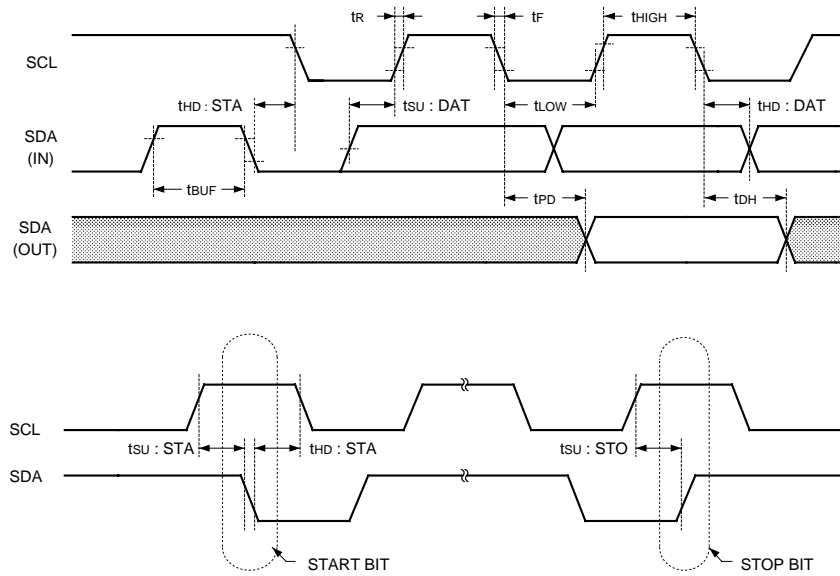 tR tF tHIGH
SCL
tHD : STA tSU : DAT tLOW tHD : DAT
SDA
(IN)
tBUF
tPD tDH
SDA
(OUT)
SCL
tSU : STA tHD : STA tSU : STO
SDA
START BIT STOP BIT